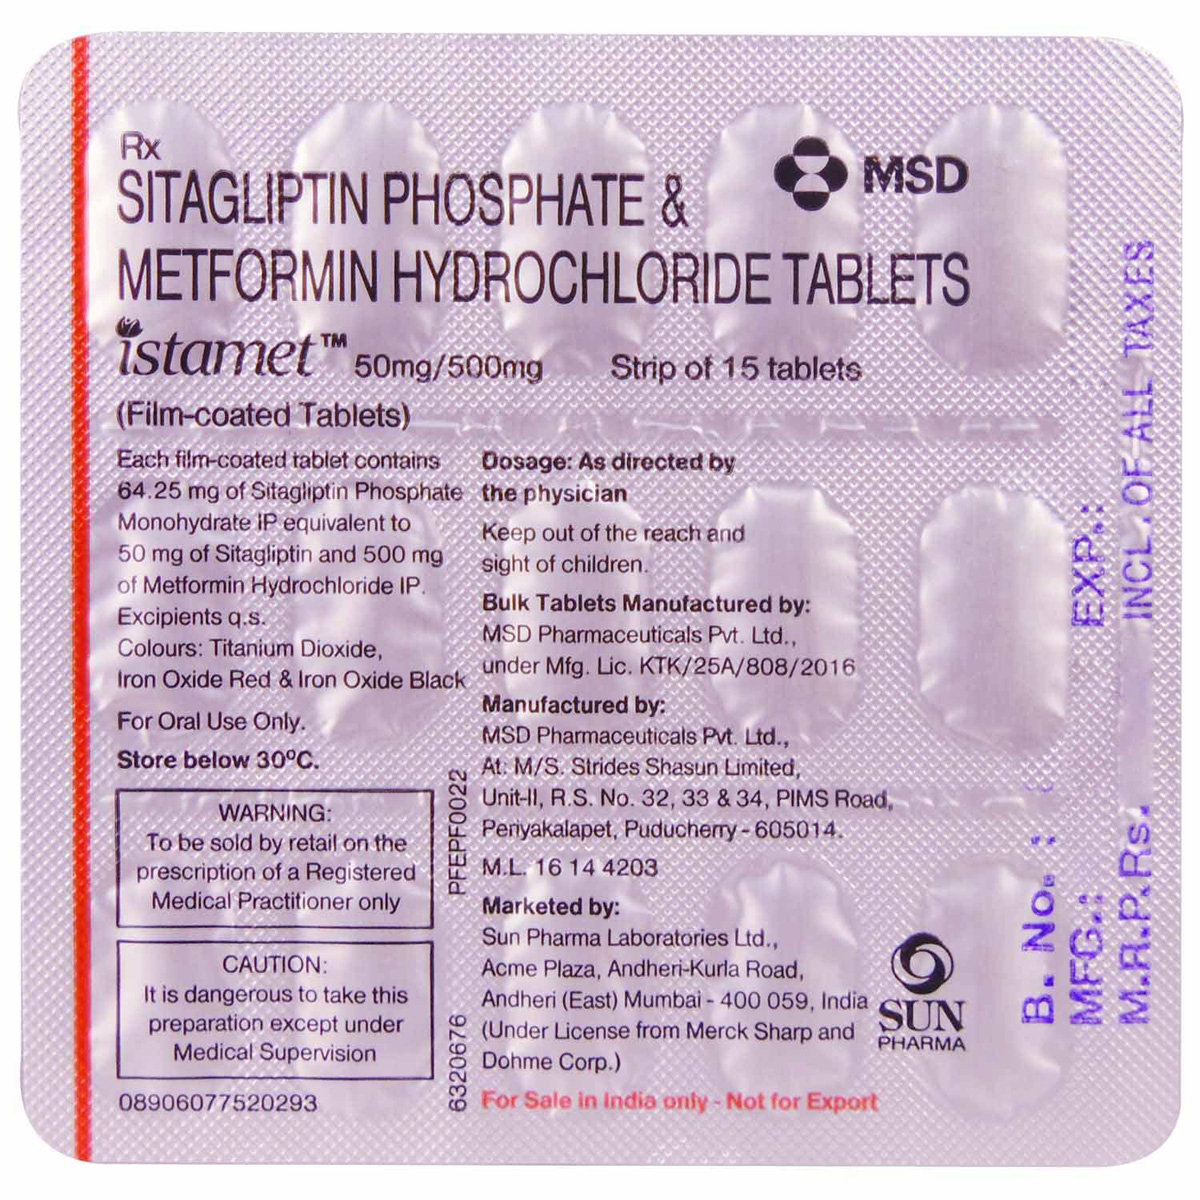 Rx
SITAGLIPTIN PHOSPHATE &
METFORMIN HYDROCHLORIDE TABLETS
MSD
istamet™ 50mg/500mg Strip of 15 tablets
(Film-coated Tablets)
Each film-coated tablet contains
64.25 mg of Sitagliptin Phosphate
Monohydrate IP equivalent to
50 mg of Sitagliptin and 500 mg
of Metformin Hydrochloride IP.
Excipients q.s.
Colours: Titanium Dioxide,
Iron Oxide Red & Iron Oxide Black
For Oral Use Only.
Store below 30ºC.
WARNING:
To be sold by retail on the
prescription of a Registered
Medical Practitioner only
CAUTION:
It is dangerous to take this
preparation except under
Medical Supervision
08906077520293
PFEPF0022
6320676
Dosage: As directed by
the physician
Keep out of the reach and
sight of children.
Bulk Tablets Manufactured by:
MSD Pharmaceuticals Pvt. Ltd.,
under Mfg. Lic. KTK/25A/808/2016
Manufactured by:
MSD Pharmaceuticals Pvt. Ltd.,
At: M/S. Strides Shasun Limited,
Unit-II, R.S. No. 32, 33 & 34, PIMS Road,
Periyakalapet, Puducherry - 605014.
M.L. 16 14 4203
Marketed by:
Sun Pharma Laboratories Ltd.,
Acme Plaza, Andheri-Kurla Road,
Andheri (East) Mumbai - 400 059, India
(Under License from Merck Sharp and
Dohme Corp.)
For Sale in India only - Not for Export
SUN
PHARMA
B. No.:
MFG.: EXP.:
M.R.P.Rs. INCL.OF ALL TAXES